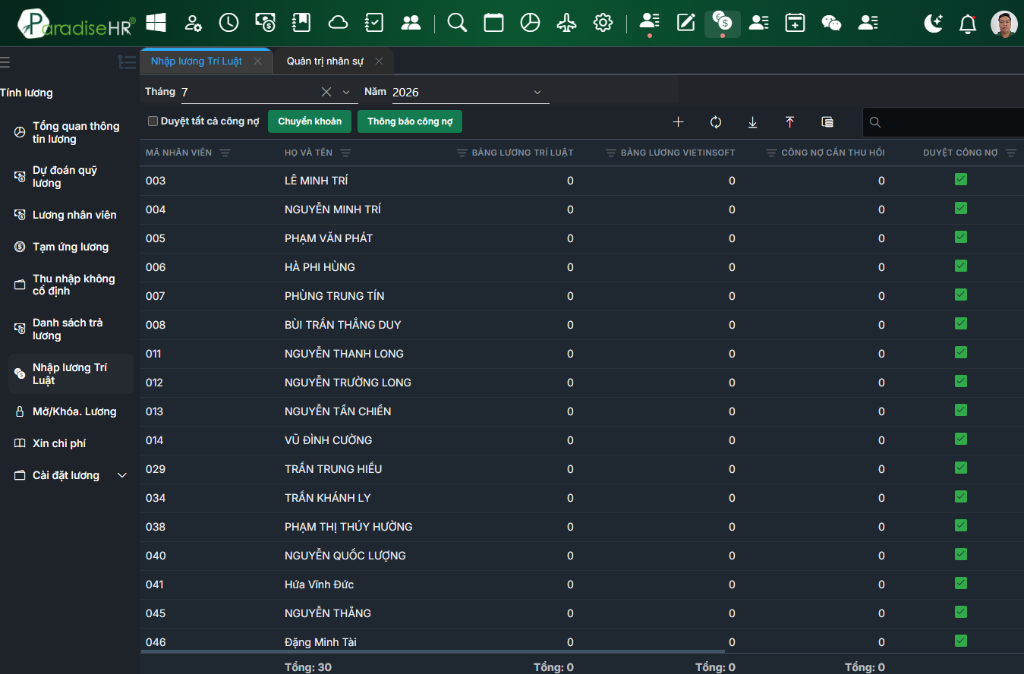 ParadiseHR®
Nhập lương Trí Luật
Quản trị nhân sự
Tính lương
Tháng 7
Năm 2026
Duyệt tất cả công nợ
Chuyển khoản
Thông báo công nợ
Tổng quan thông
tin lương
Dự đoán quỹ
lương
Lương nhân viên
Tạm ứng lương
Thu nhập không
cố định
Danh sách trả
lương
Nhập lương Trí
Luật
Mở/Khóa. Lương
Xin chi phí
Cài đặt lương
MÃ NHÂN VIÊN HỌ VÀ TÊN BẢNG LƯƠNG TRÍ LUẬT BẢNG LƯƠNG VIETINSOFT CÔNG NỢ CẦN THU HỒI DUYỆT CÔNG NỢ
003 LÊ MINH TRÍ 0 0 0
004 NGUYỄN MINH TRÍ 0 0 0
005 PHẠM VĂN PHÁT 0 0 0
006 HÀ PHI HÙNG 0 0 0
007 PHÙNG TRUNG TÍN 0 0 0
008 BÙI TRẦN THẮNG DUY 0 0 0
011 NGUYỄN THANH LONG 0 0 0
012 NGUYỄN TRƯỜNG LONG 0 0 0
013 NGUYỄN TẤN CHIẾN 0 0 0
014 VŨ ĐÌNH CƯỜNG 0 0 0
029 TRẦN TRUNG HIẾU 0 0 0
034 TRẦN KHÁNH LY 0 0 0
038 PHẠM THỊ THÚY HƯỜNG 0 0 0
040 NGUYỄN QUỐC LƯỢNG 0 0 0
041 Hứa Vĩnh Đức 0 0 0
045 NGUYỄN THẮNG 0 0 0
046 Đặng Minh Tài 0 0 0
Tổng: 30 Tổng: 0 Tổng: 0 Tổng: 0